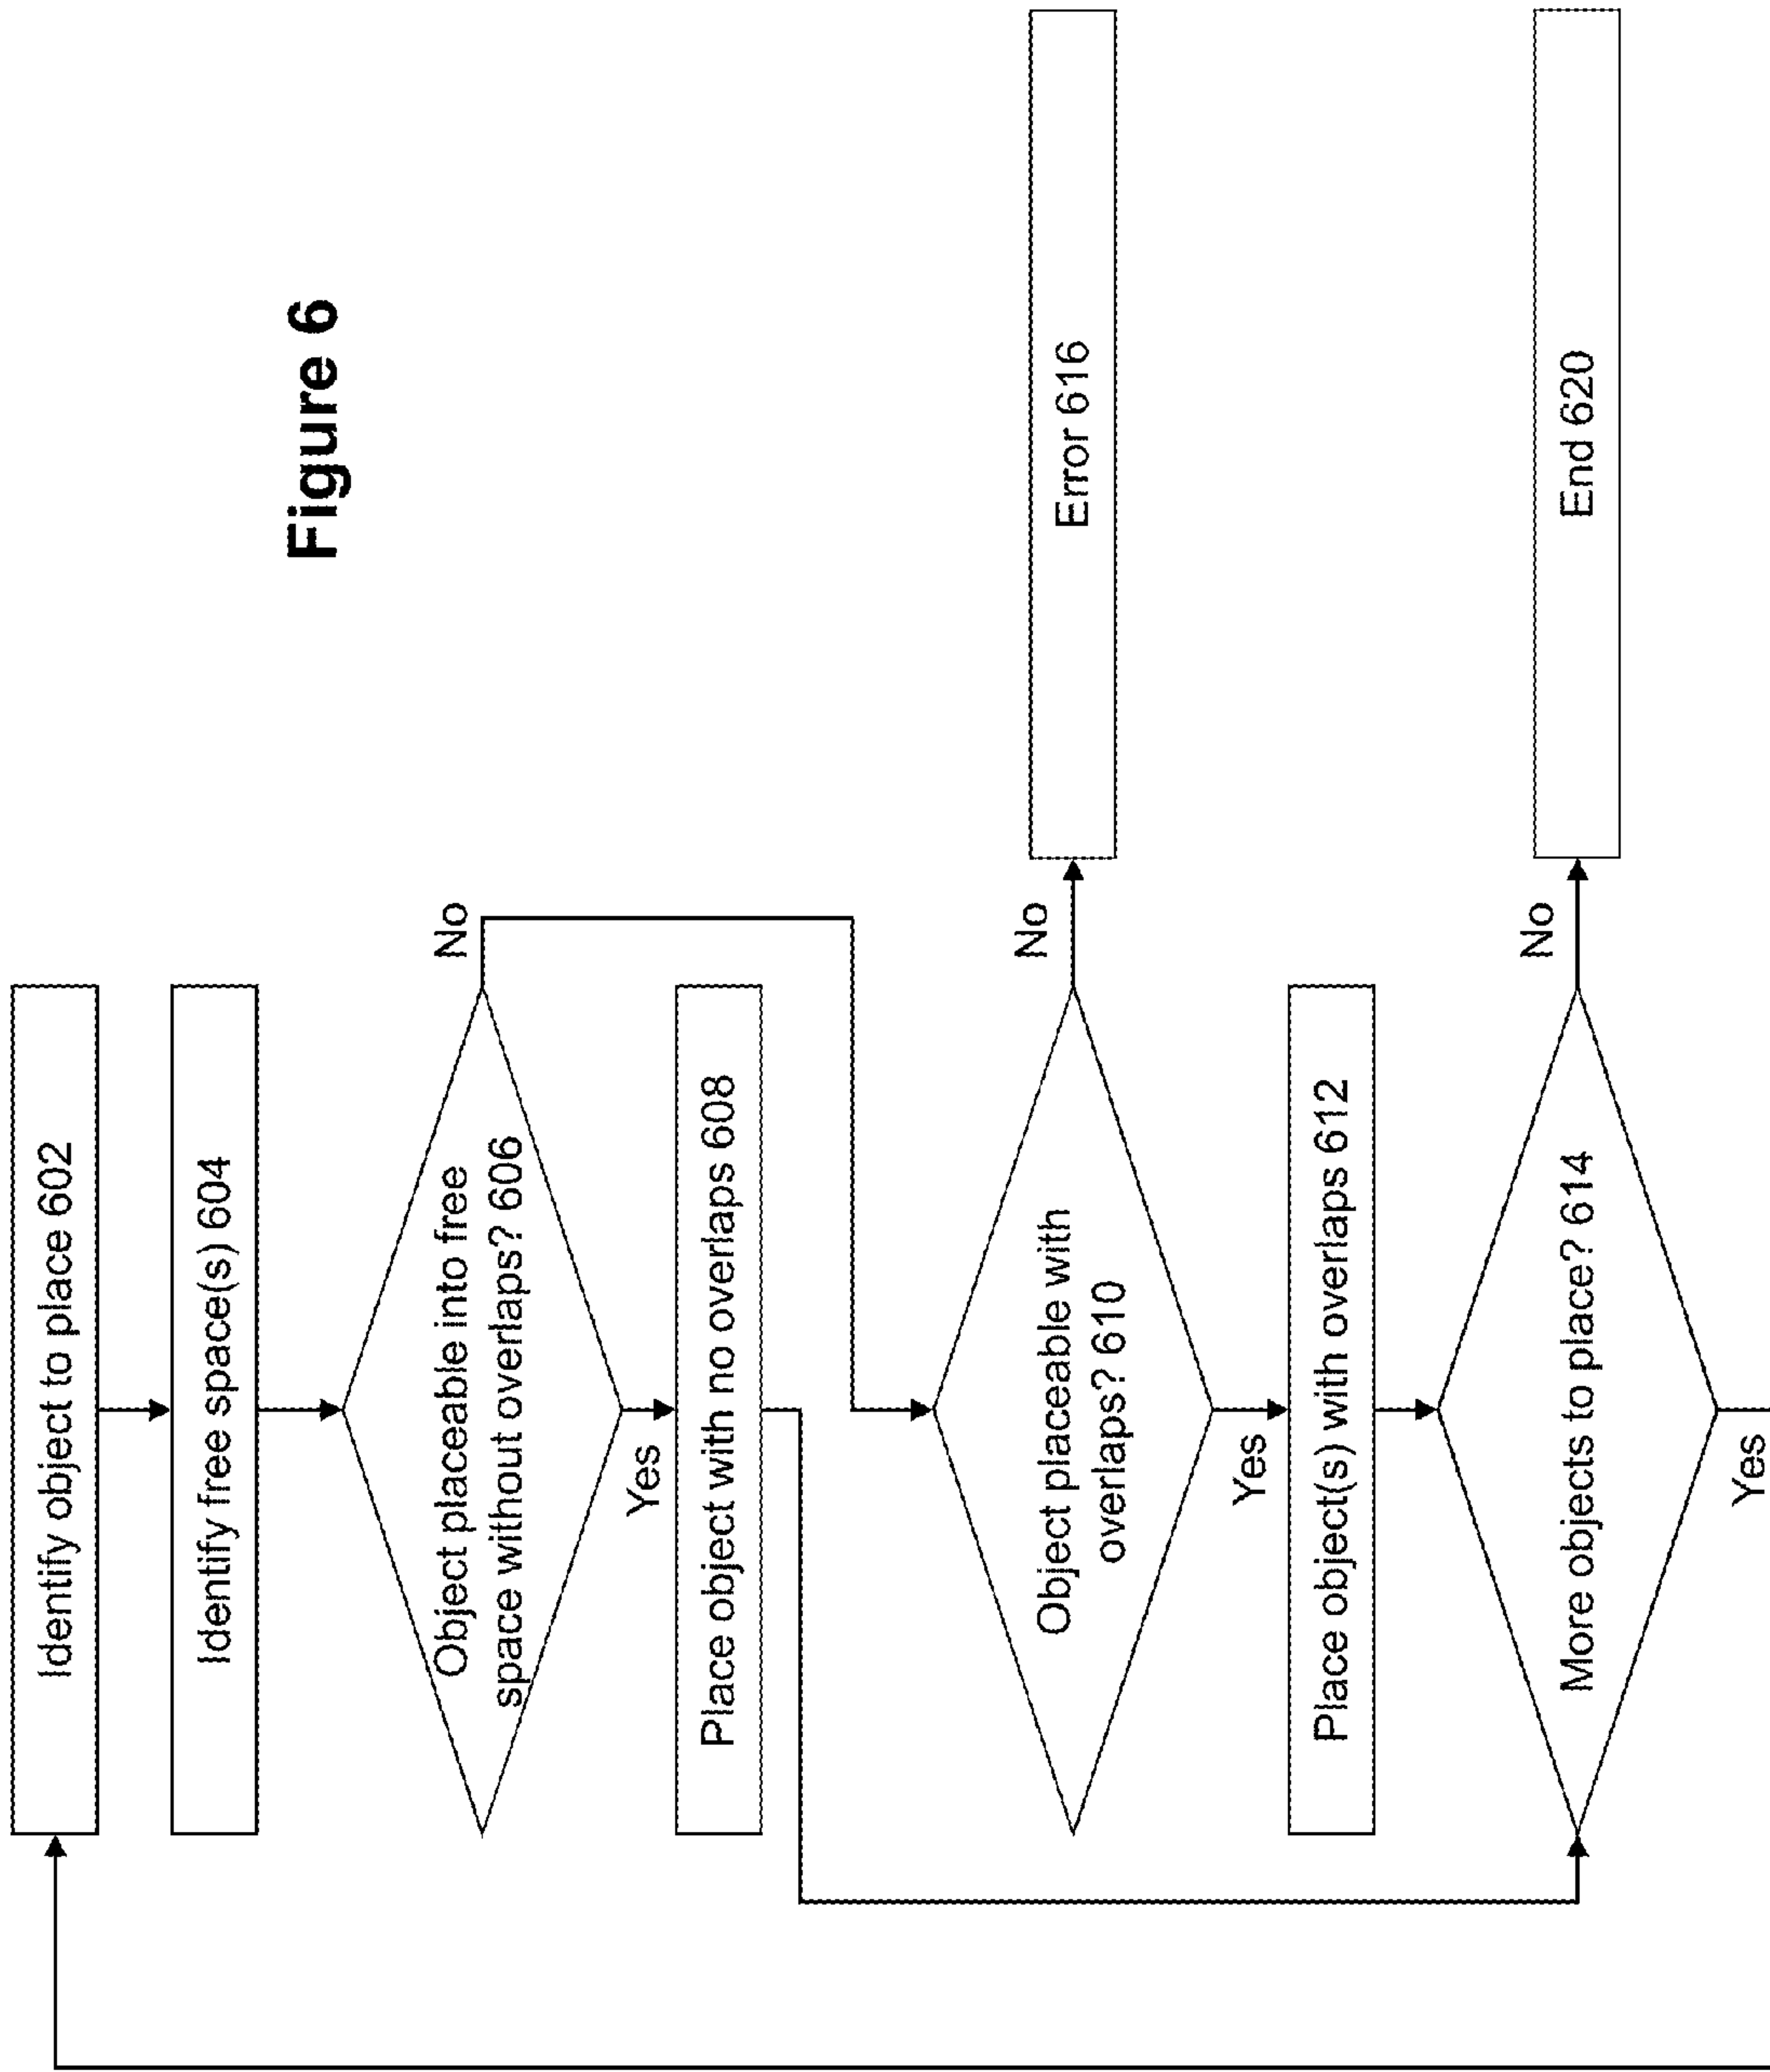 Figure 6
Identify object to place 602
Identify free space(s) 604
Object placeable into free
space without overlaps? 606
No
Yes
Place object with no overlaps 608
Object placeable with
overlaps? 610
No
Error 616
Yes
Place object(s) with overlaps 612
More objects to place? 614
No
End 620
Yes